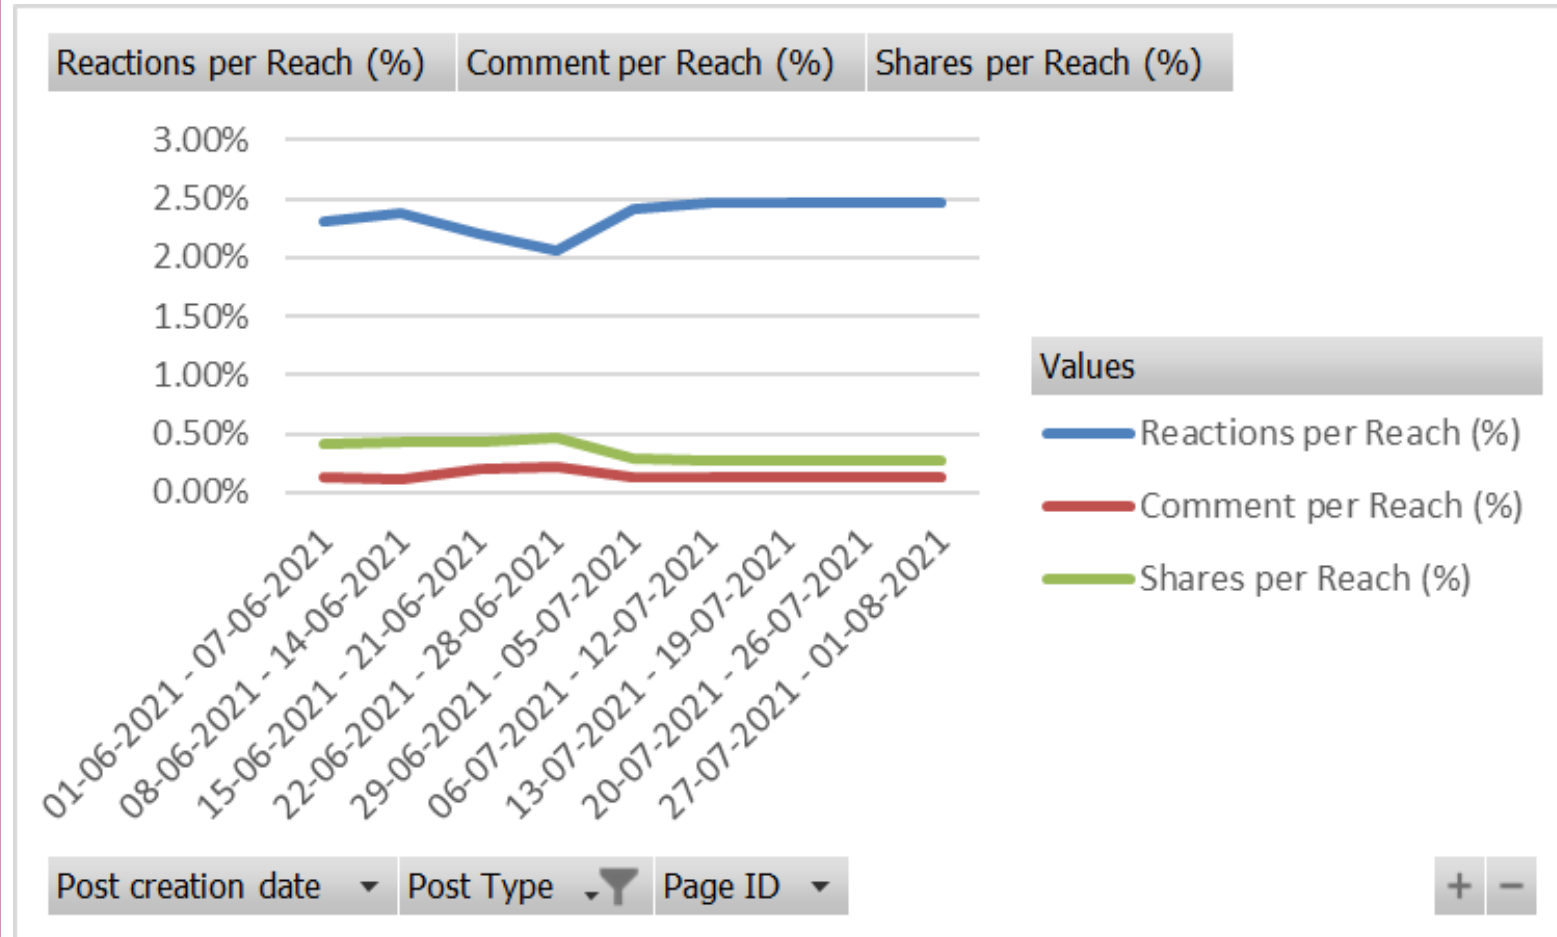 Reactions per Reach (%) Comment per Reach (%) Shares per Reach (%)
3.00%
2.50%
2.00%
1.50%
1.00%
0.50%
0.00%
01-06-2021 - 07-06-2021
08-06-2021 - 14-06-2021
15-06-2021 - 21-06-2021
22-06-2021 - 28-06-2021
29-06-2021 - 05-07-2021
06-07-2021 - 12-07-2021
13-07-2021 - 19-07-2021
20-07-2021 - 26-07-2021
27-07-2021 - 01-08-2021
Values
Reactions per Reach (%)
Comment per Reach (%)
Shares per Reach (%)
Post creation date Post Type Page ID
+ −